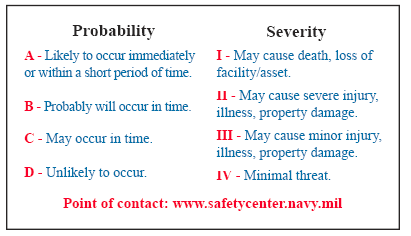 Probability
A - Likely to occur immediately
or within a short period of time.
B - Probably will occur in time.
C - May occur in time.
D - Unlikely to occur.
Severity
I - May cause death, loss of
facility/asset.
II - May cause severe injury,
illness, property damage.
III - May cause minor injury,
illness, property damage.
IV - Minimal threat.
Point of contact: www.safetycenter.navy.mil